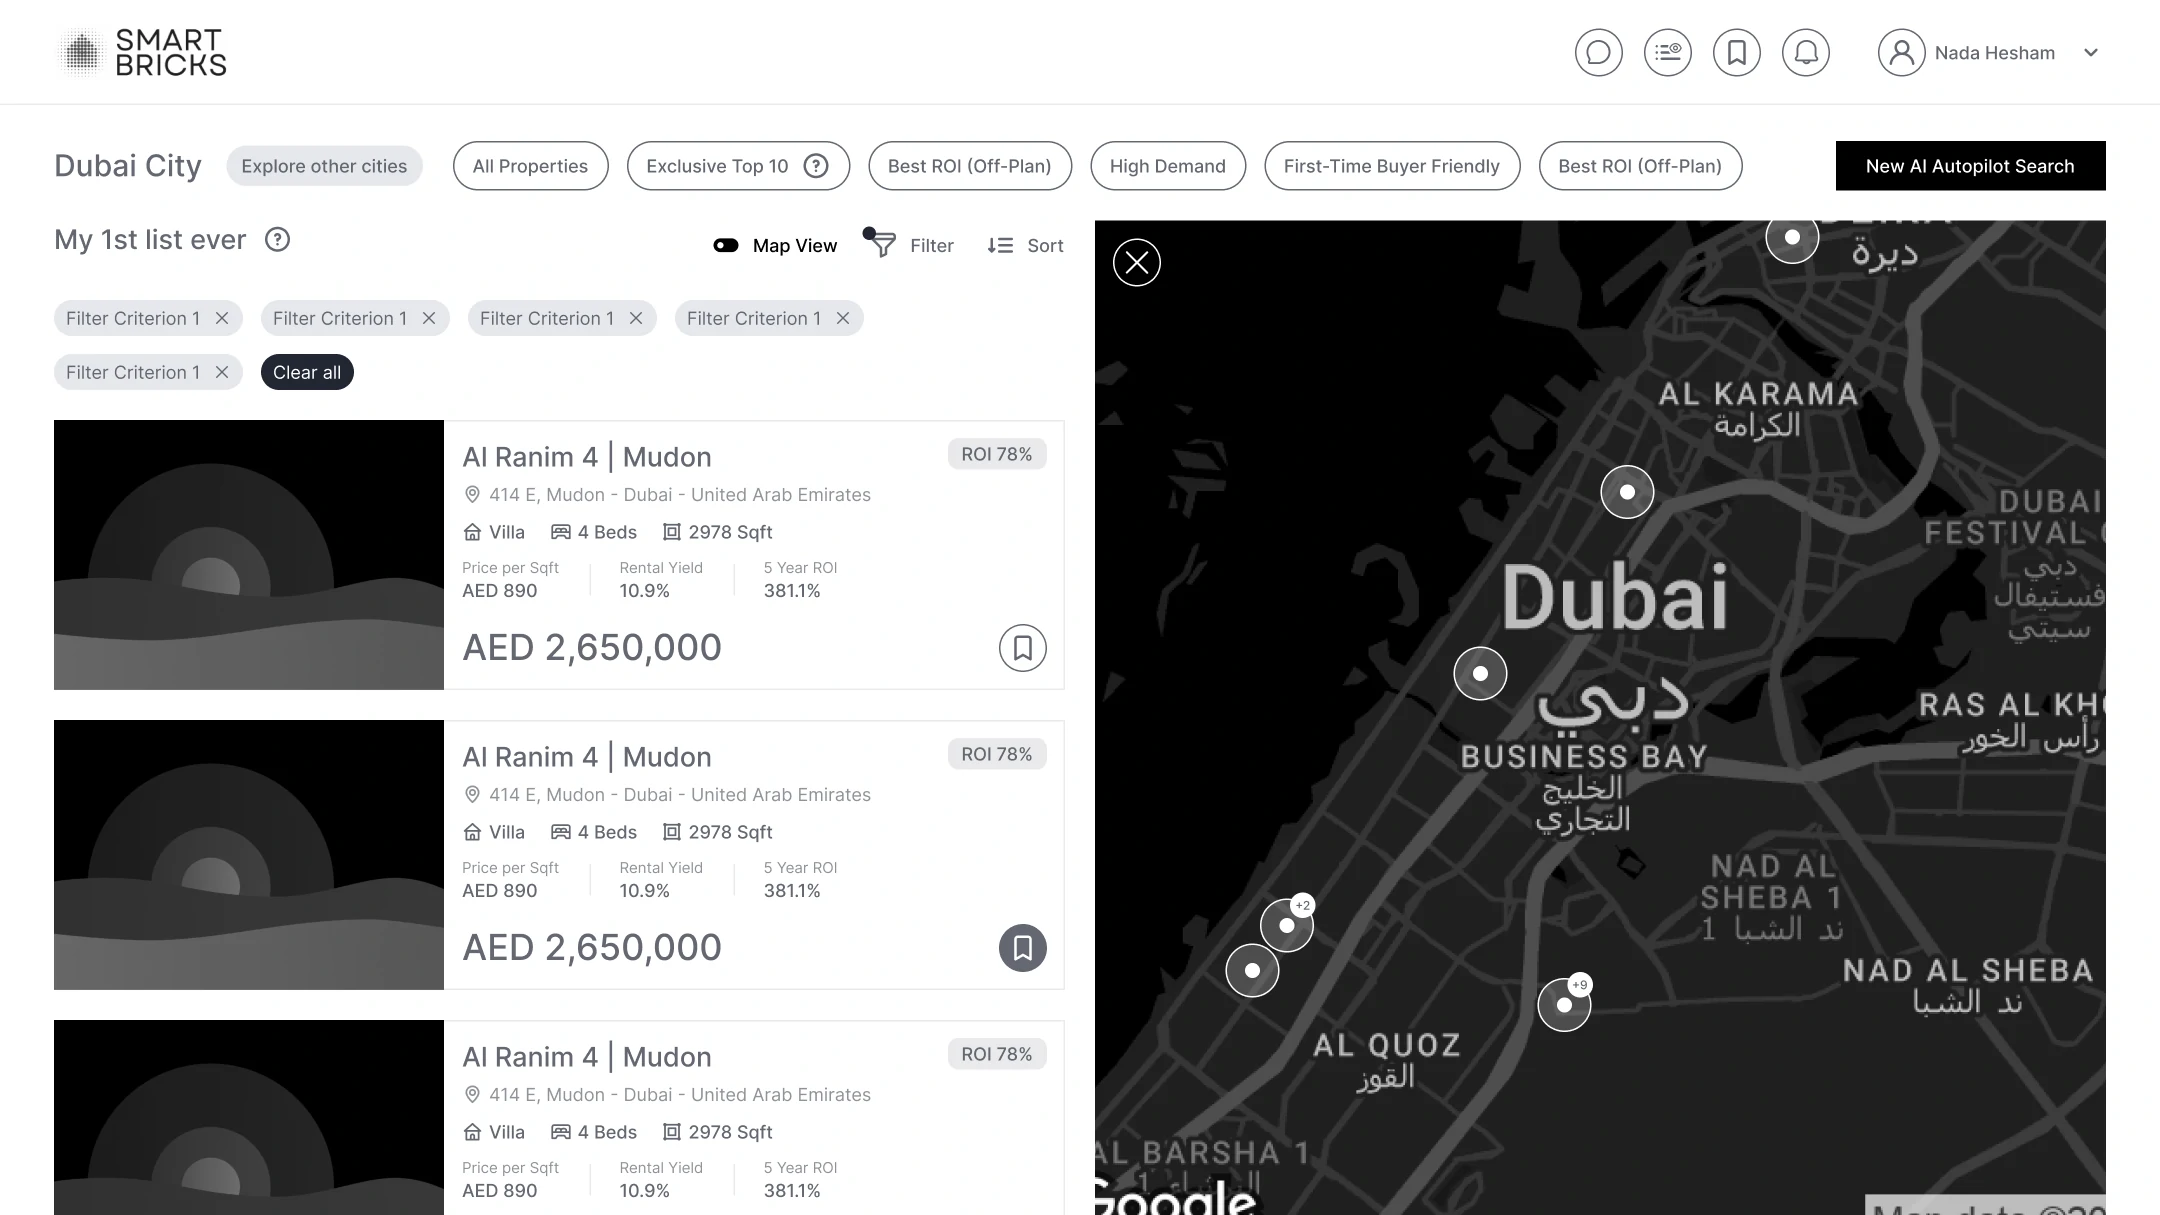 SMART
BRICKS
Nada Hesham
Dubai City
Explore other cities
All Properties
Exclusive Top 10
Best ROI (Off-Plan)
High Demand
First-Time Buyer Friendly
Best ROI (Off-Plan)
New AI Autopilot Search
My 1st list ever
Map View
Filter
Sort
Filter Criterion 1
Filter Criterion 1
Filter Criterion 1
Filter Criterion 1
Filter Criterion 1
Clear all
Al Ranim 4 | Mudon
ROI 78%
414 E, Mudon - Dubai - United Arab Emirates
Villa
4 Beds
2978 Sqft
Price per Sqft
AED 890
Rental Yield
10.9%
5 Year ROI
381.1%
AED 2,650,000
Al Ranim 4 | Mudon
ROI 78%
414 E, Mudon - Dubai - United Arab Emirates
Villa
4 Beds
2978 Sqft
Price per Sqft
AED 890
Rental Yield
10.9%
5 Year ROI
381.1%
AED 2,650,000
Al Ranim 4 | Mudon
ROI 78%
414 E, Mudon - Dubai - United Arab Emirates
Villa
4 Beds
2978 Sqft
Price per Sqft
AED 890
Rental Yield
10.9%
5 Year ROI
381.1%
ديرة
AL KARAMA
الكرامة
DUBAI
FESTIVAL
دبي
فستيفال
سيتي
Dubai
دبي
RAS AL
رأس الخور
BUSINESS BAY
الخليج
التجاري
NAD AL
SHEBA 1
ند الشبا 1
+2
NAD AL SHEBA
ند الشبا
+9
AL QUOZ
القوز
AL BARSHA 1
Google